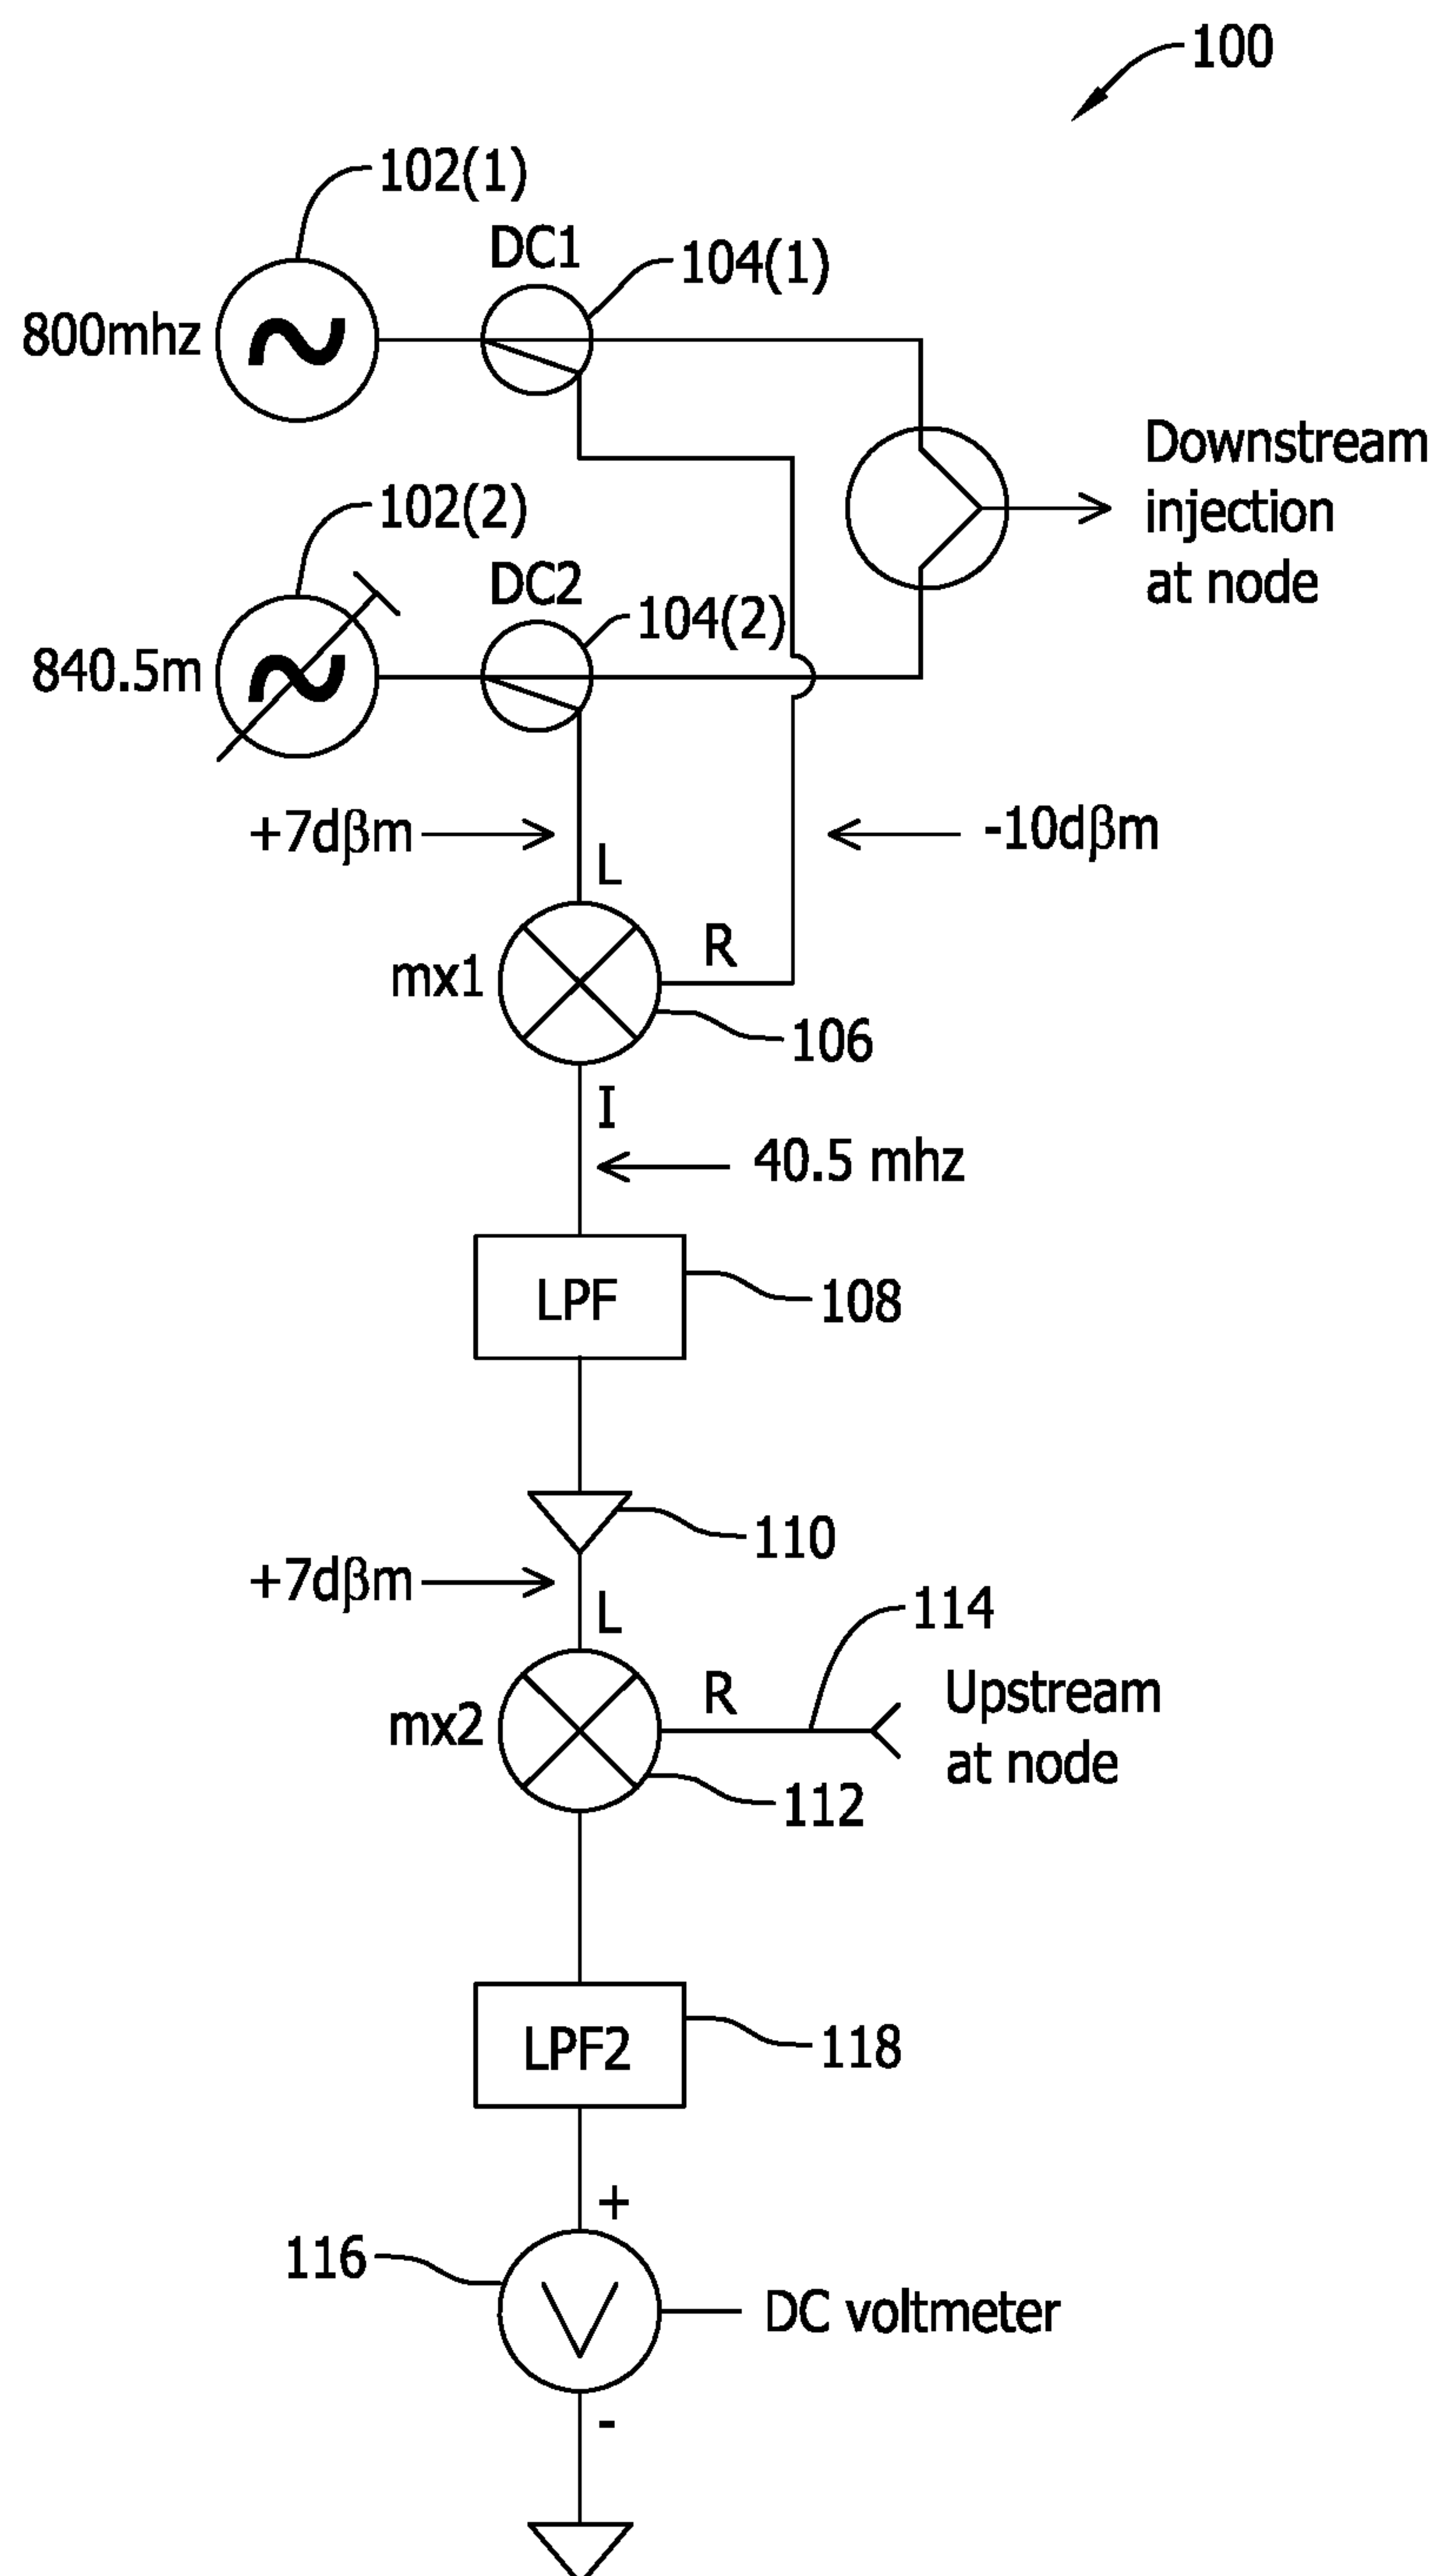 100
102(1)
DC1
104(1)
800mhz
Downstream
injection
at node
102(2)
DC2
104(2)
840.5m
+7dβm
-10dβm
L
R
mx1
106
I
40.5 mhz
LPF
108
110
+7dβm
L
114
R
Upstream
at node
mx2
112
LPF2
118
+
116
V
DC voltmeter
-